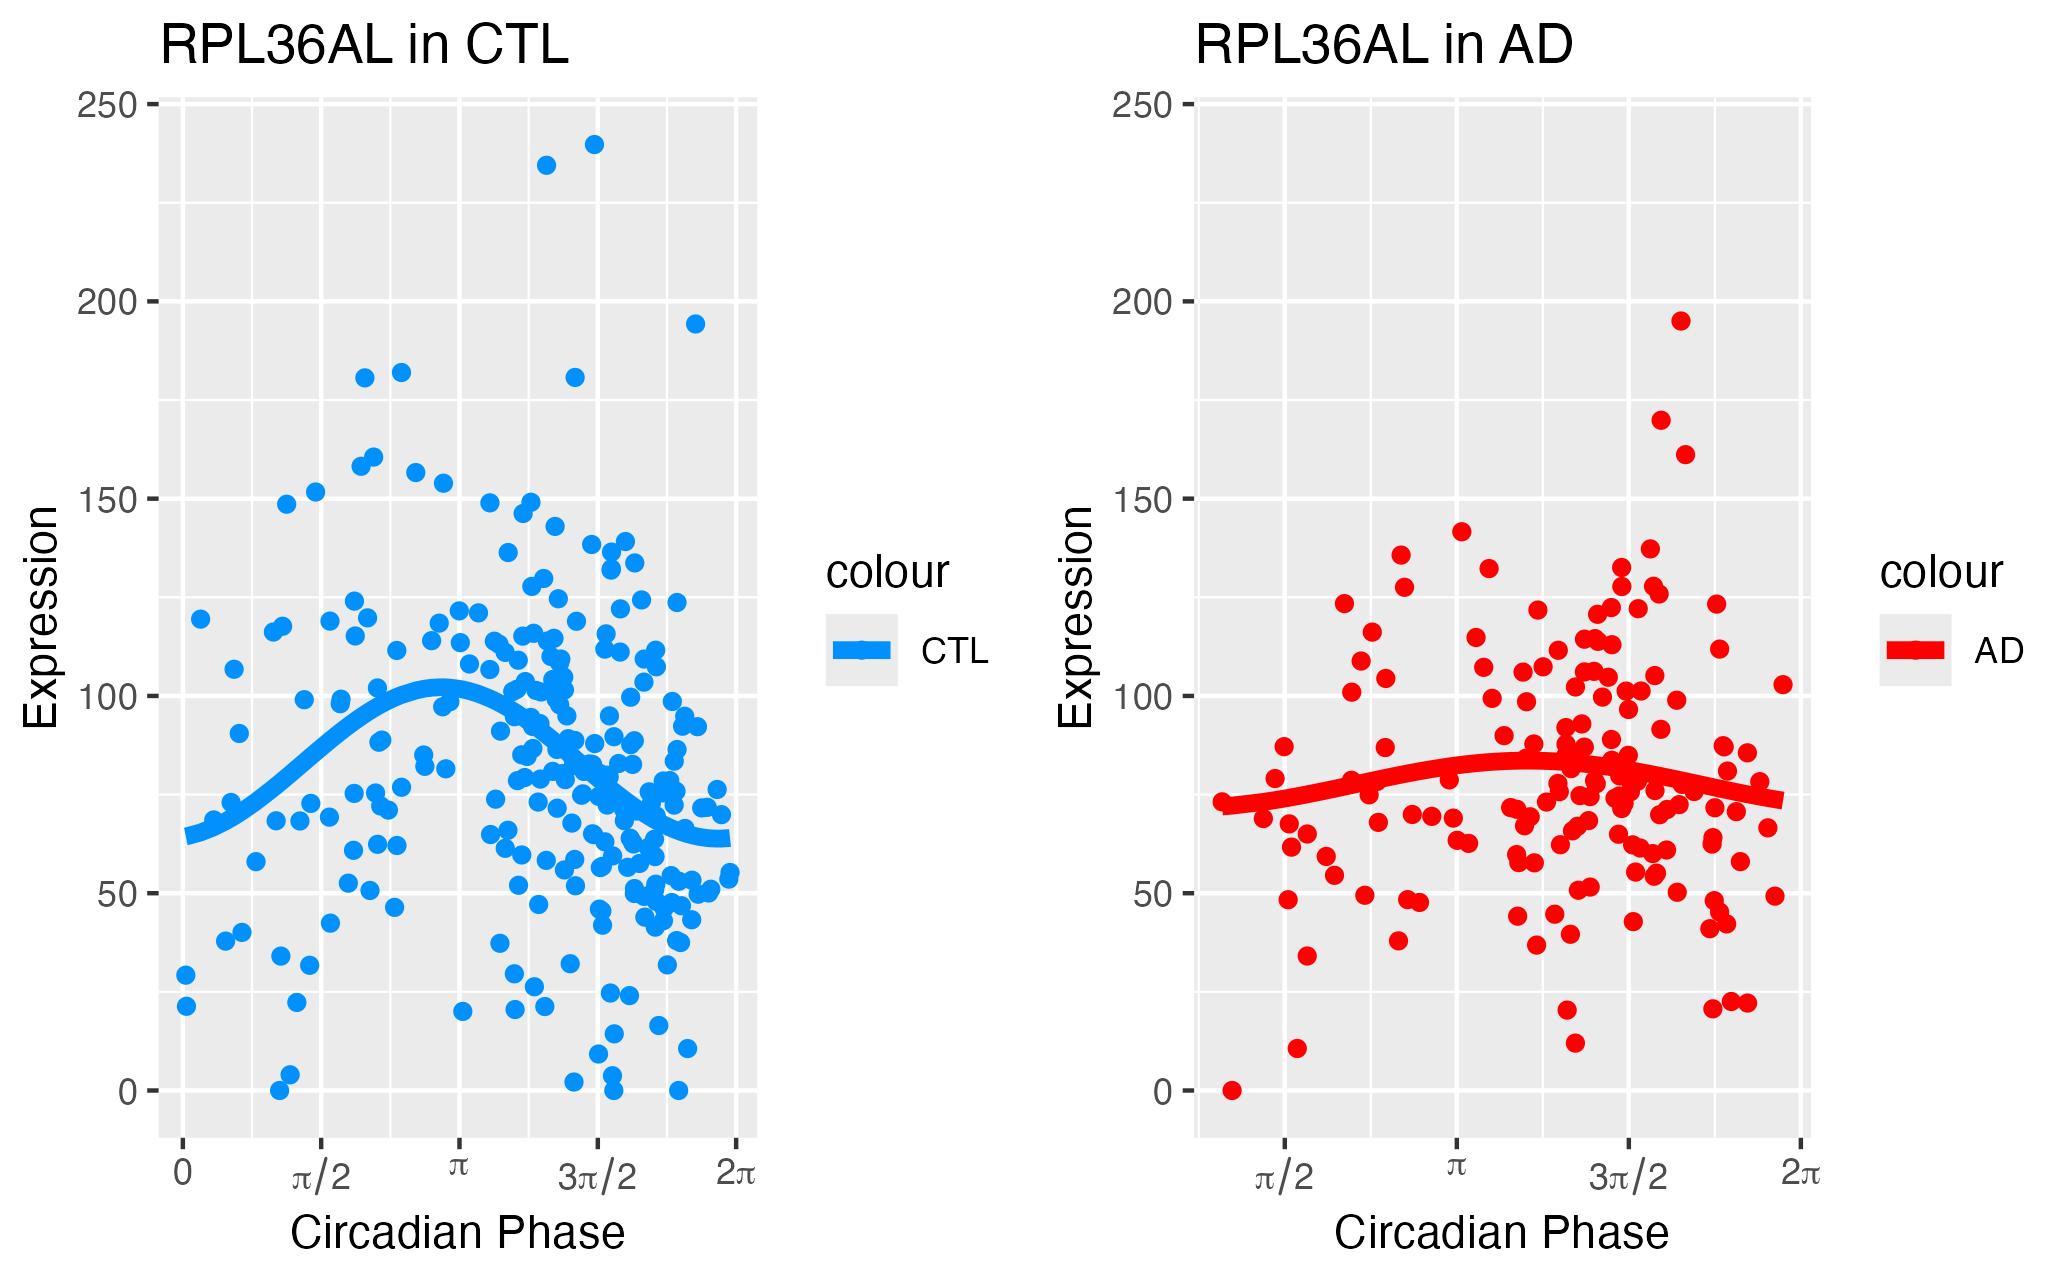 RPL36AL in CTL
250
200
150
100
50
0
Expression
0 π/2 π 3π/2 2π
Circadian Phase
colour
CTL
RPL36AL in AD
250
200
150
100
50
0
Expression
π/2 π 3π/2 2π
Circadian Phase
colour
AD